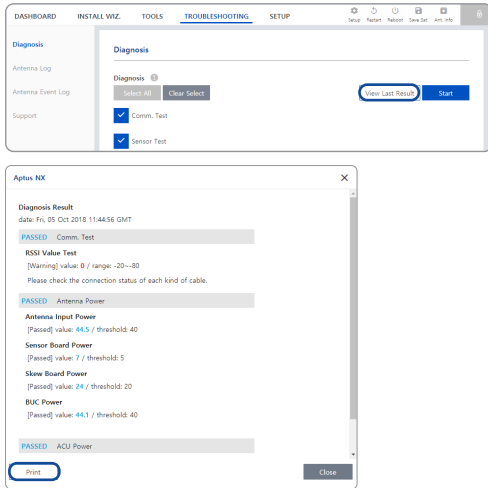 DASHBOARD INSTALL WIZ. TOOLS TROUBLESHOOTING SETUP
Setup Restart Reboot Save Set. Ant. Info
Diagnosis
Antenna Log
Antenna Event Log
Support
Diagnosis
Diagnosis
Select All Clear Select View Last Result Start
Comm. Test
Sensor Test
Aptus NX
Diagnosis Result
date: Fri, 05 Oct 2018 11:44:56 GMT
PASSED Comm. Test
RSSI Value Test
[Warning] value: 0 / range: -20~-80
Please check the connection status of each kind of cable.
PASSED Antenna Power
Antenna Input Power
[Passed] value: 44.5 / threshold: 40
Sensor Board Power
[Passed] value: 7 / threshold: 5
Skew Board Power
[Passed] value: 24 / threshold: 20
BUC Power
[Passed] value: 44.1 / threshold: 40
PASSED ACU Power
Print Close